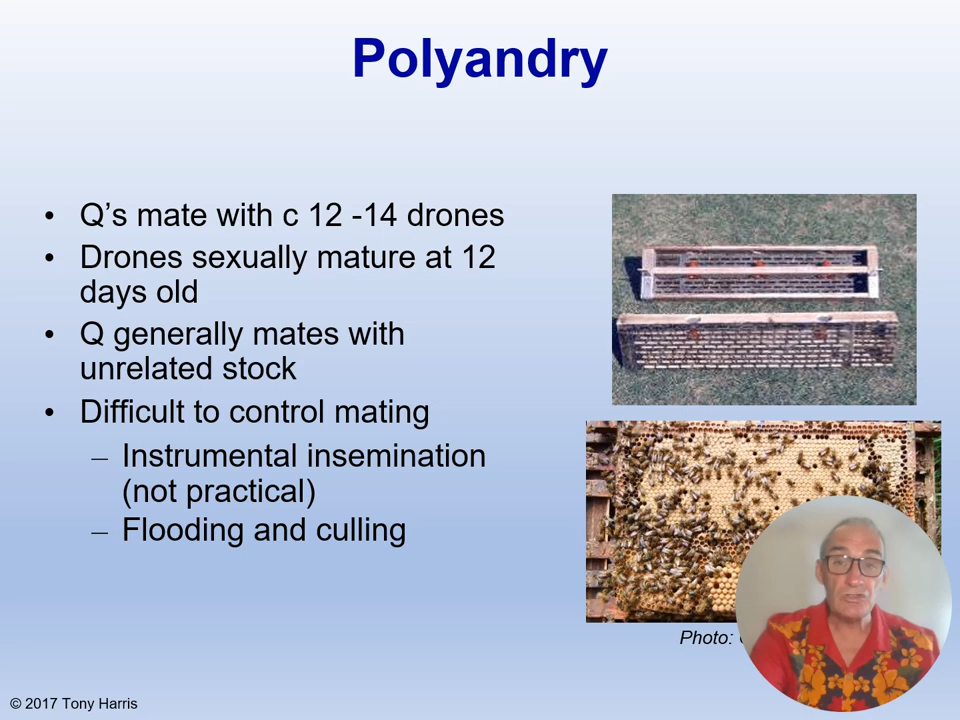 Polyandry
• Q’s mate with c 12 -14 drones
• Drones sexually mature at 12
days old
• Q generally mates with
unrelated stock
• Difficult to control mating
– Instrumental insemination
(not practical)
– Flooding and culling
Photo:
© 2017 Tony Harris